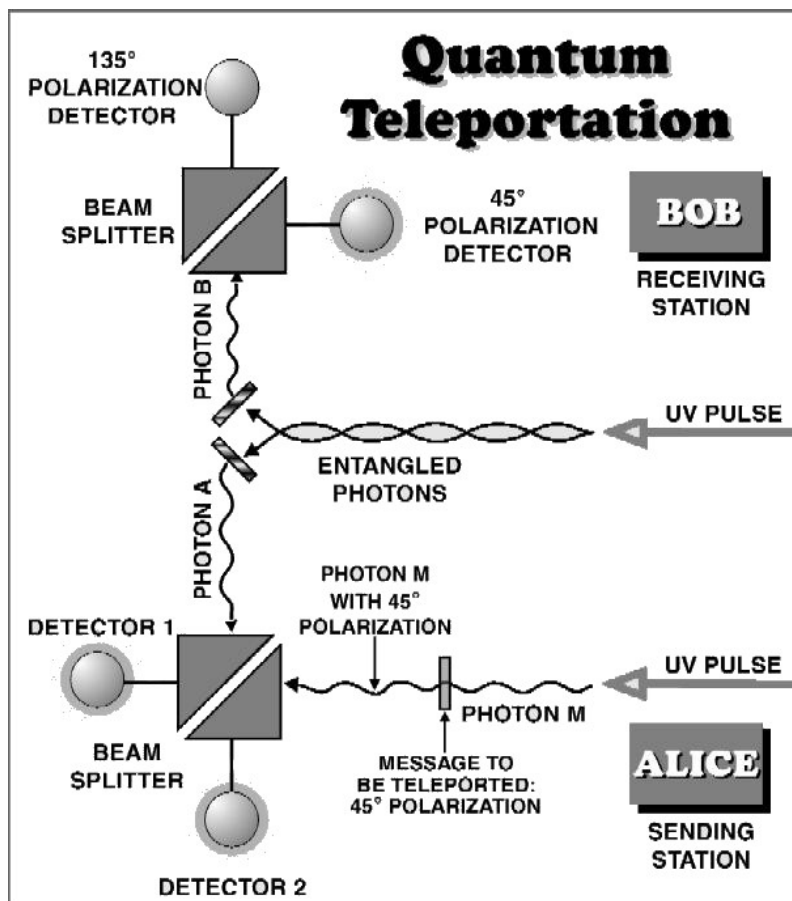 Quantum
Teleportation
135°
POLARIZATION
DETECTOR
BEAM
SPLITTER
45°
POLARIZATION
DETECTOR
BOB
RECEIVING
STATION
PHOTON B
UV PULSE
ENTANGLED
PHOTONS
PHOTON A
PHOTON M
WITH 45°
POLARIZATION
DETECTOR 1
UV PULSE
PHOTON M
BEAM
SPLITTER
MESSAGE TO
BE TELEPORTED:
45° POLARIZATION
ALICE
SENDING
STATION
DETECTOR 2